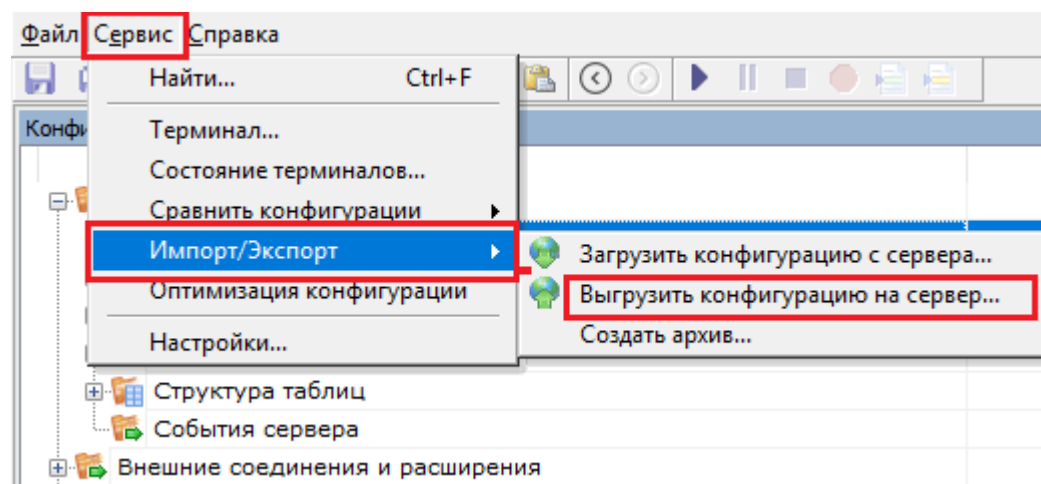 Файл Сервис Справка
Найти... Ctrl+F
Конфи
Терминал...
Состояние терминалов...
Сравнить конфигурации
Импорт/Экспорт
Загрузить конфигурацию с сервера...
Оптимизация конфигурации
Выгрузить конфигурацию на сервер...
Настройки...
Создать архив...
Структура таблиц
События сервера
Внешние соединения и расширения